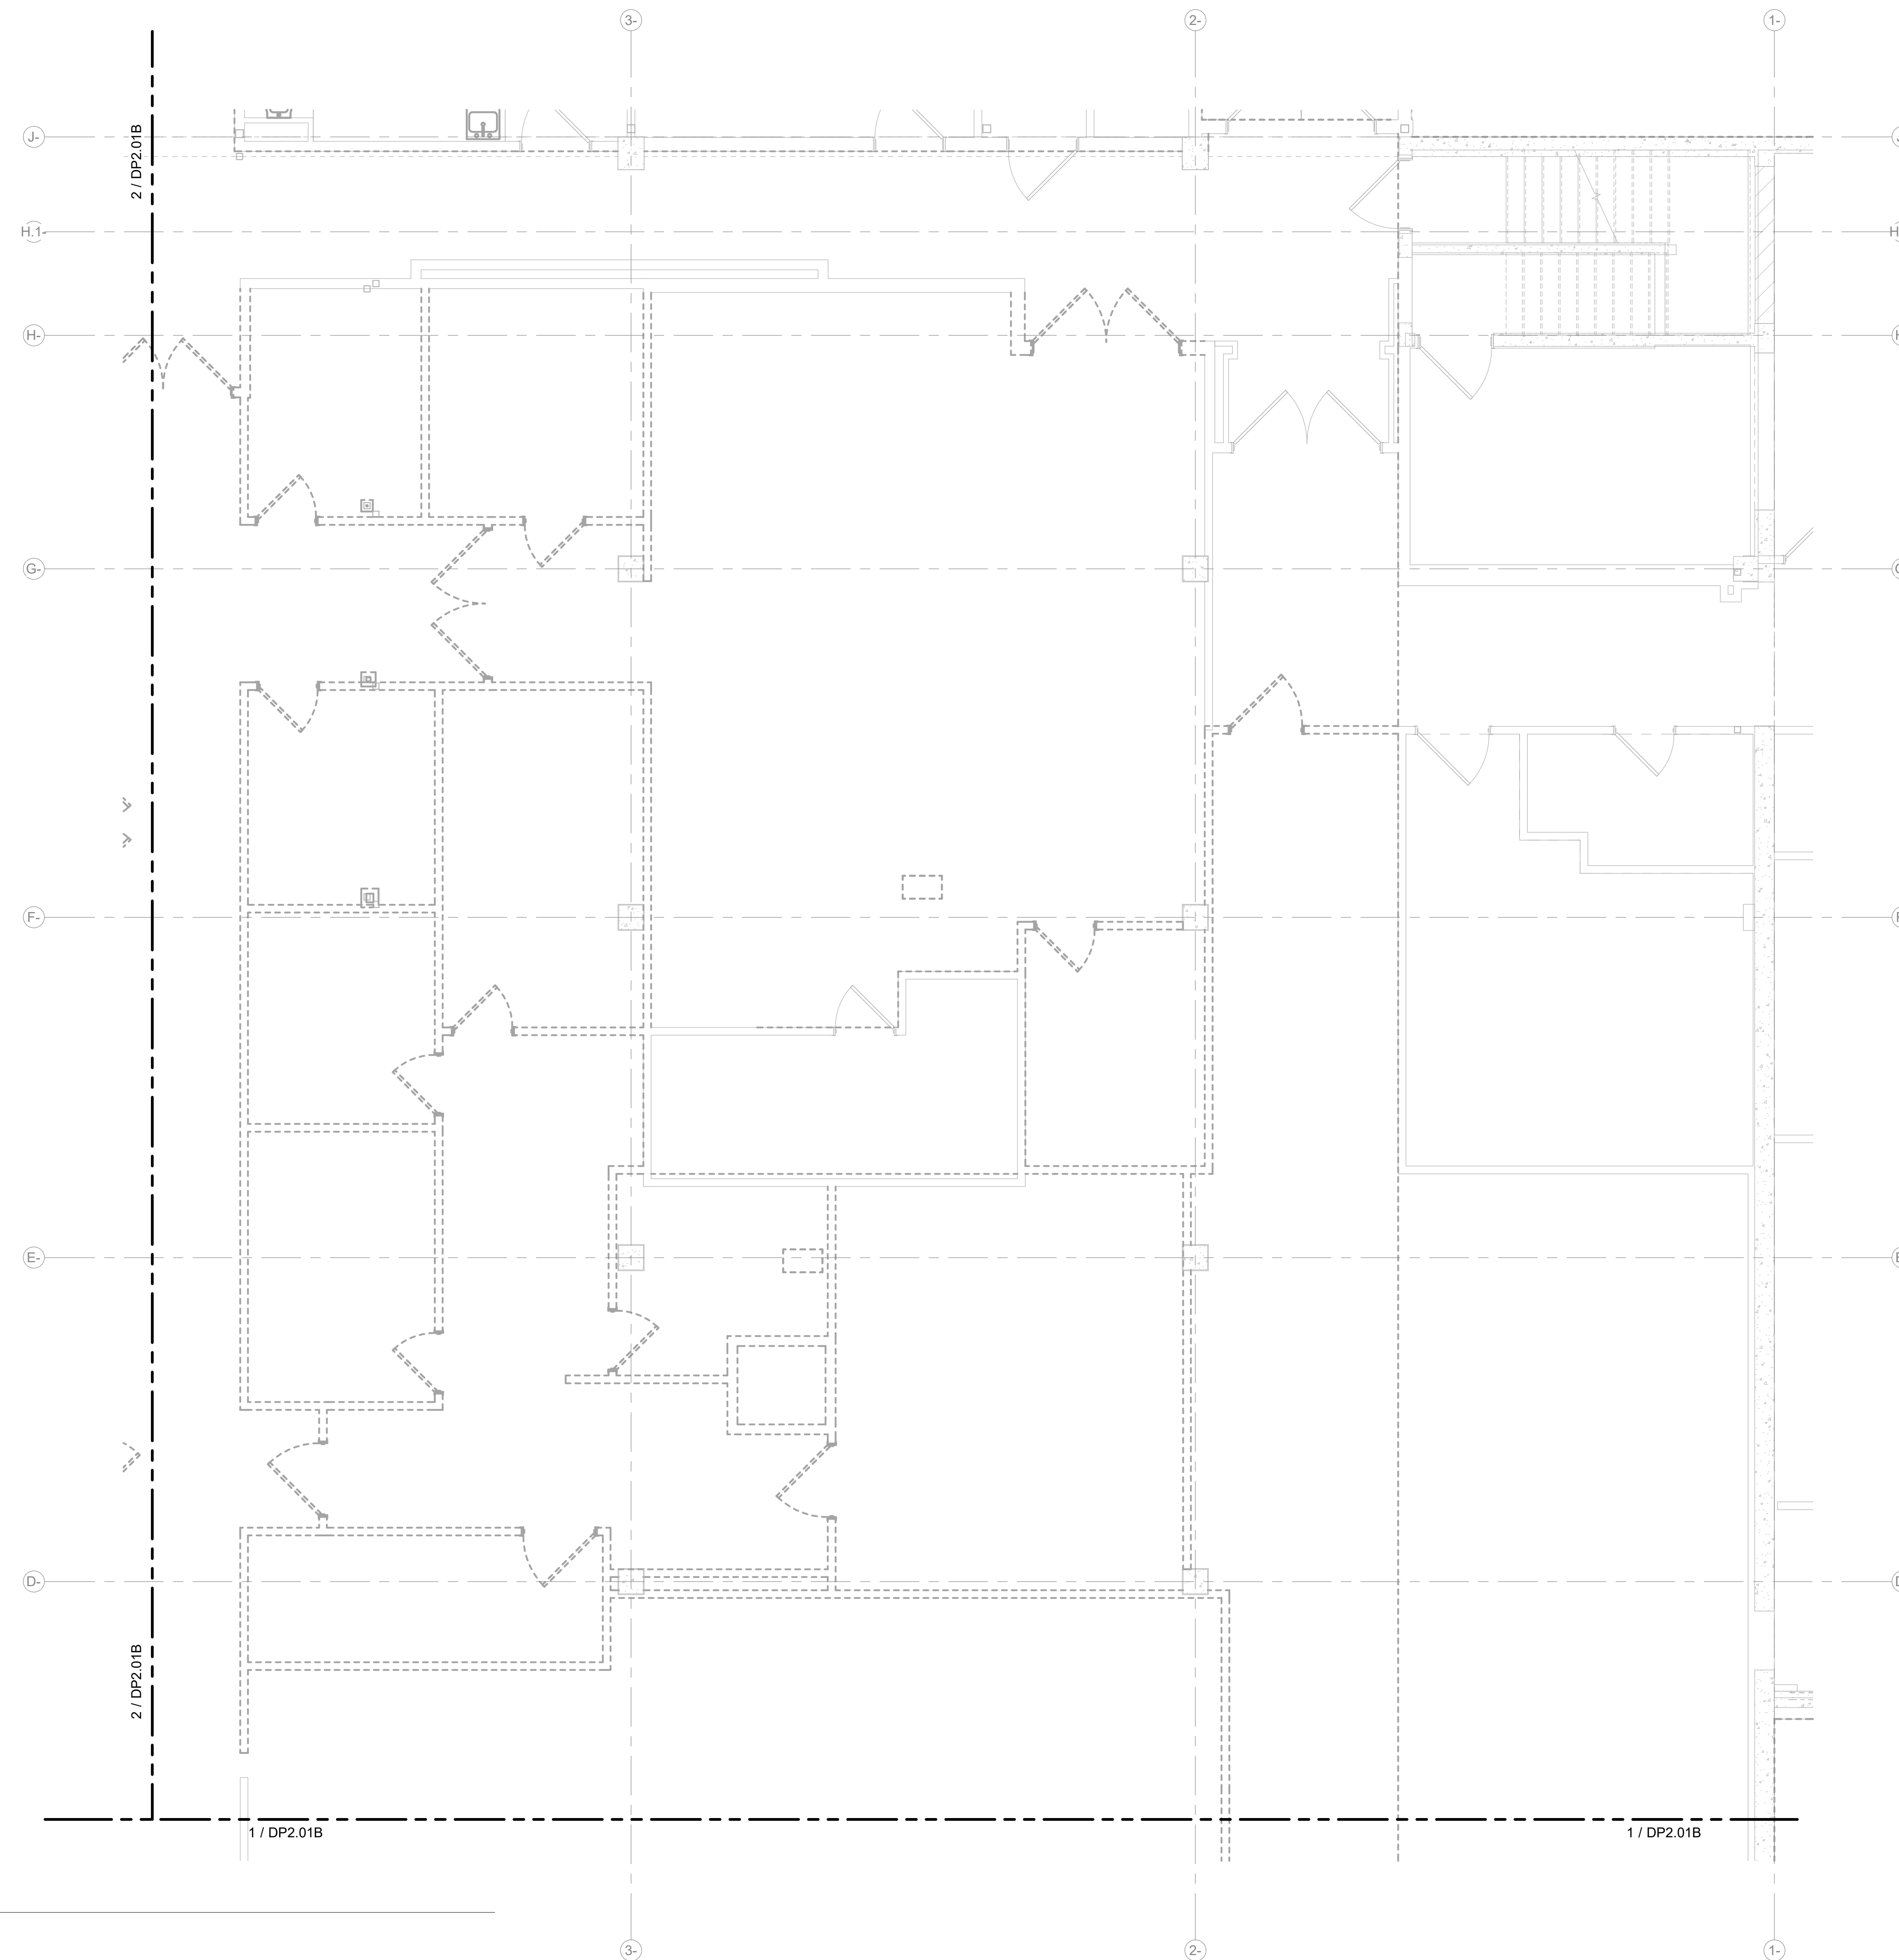 3-
2-
1-
J-
2 / DP2.01B
H.1-
H-
G-
F-
E-
D-
2 / DP2.01B
1 / DP2.01B
1 / DP2.01B
3-
2-
1-